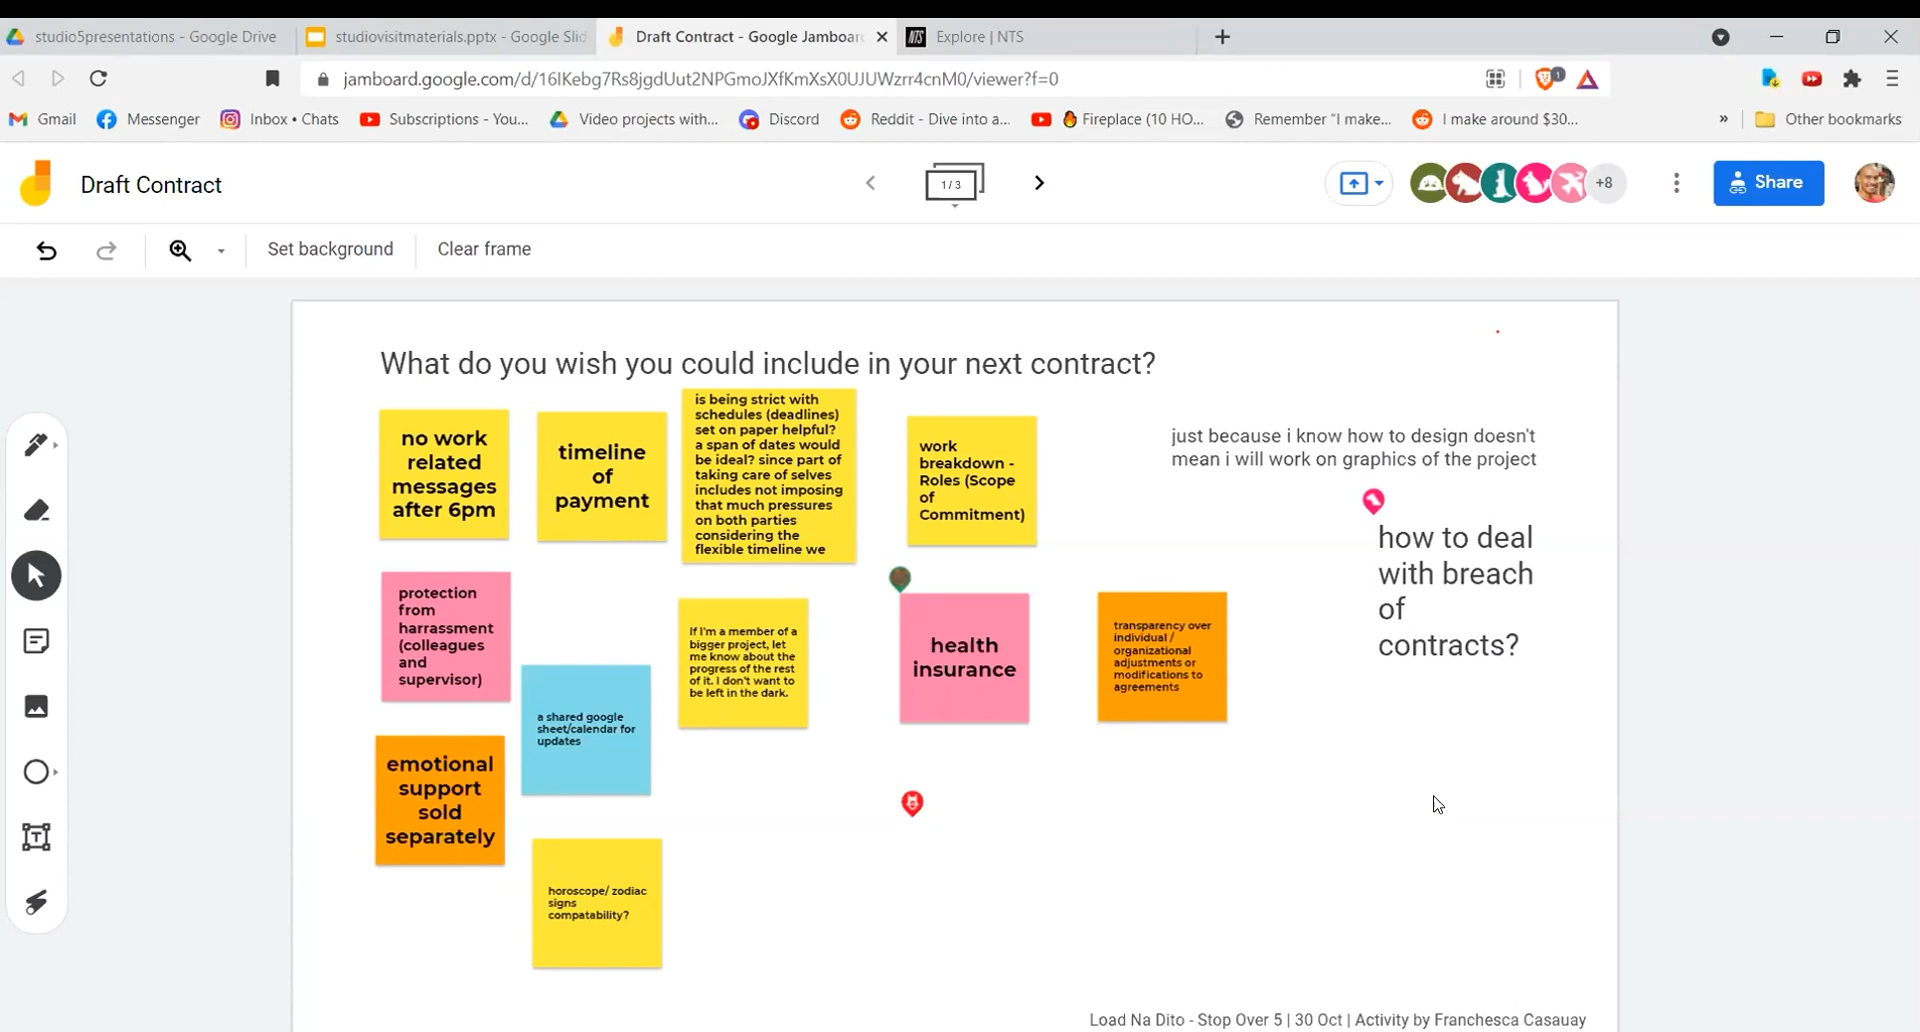 studio5presentations - Google Drive
studiovisitmaterials.pptx - Google Slid
Draft Contract - Google Jamboar
NTS
Explore | NTS
jamboard.google.com/d/16IKebg7Rs8jgdUut2NPGmoJXfKmXsX0UJUWzrr4cnM0/viewer?f=0
1
Gmail
Messenger
Inbox • Chats
Subscriptions - You...
Video projects with...
Discord
Reddit - Dive into a...
Fireplace (10 HO...
Remember "I make...
I make around $30...
»
Other bookmarks
Draft Contract
1 / 3
+8
Share
Set background
Clear frame
What do you wish you could include in your next contract?
no work
related
messages
after 6pm
timeline
of
payment
is being strict with
schedules (deadlines)
set on paper helpful?
a span of dates would
be ideal? since part of
taking care of selves
includes not imposing
that much pressures
on both parties
considering the
flexible timeline we
work
breakdown -
Roles (Scope
of
Commitment)
just because i know how to design doesn't
mean i will work on graphics of the project
how to deal
with breach
of
contracts?
protection
from
harrassment
(colleagues
and
supervisor)
a shared google
sheet/calendar for
updates
If I'm a member of a
bigger project, let
me know about the
progress of the rest
of it. I don't want to
be left in the dark.
health
insurance
transparency over
individual /
organizational
adjustments or
modifications to
agreements
emotional
support
sold
separately
horoscope/ zodiac
signs
compatability?
Load Na Dito - Stop Over 5 | 30 Oct | Activity by Franchesca Casauay